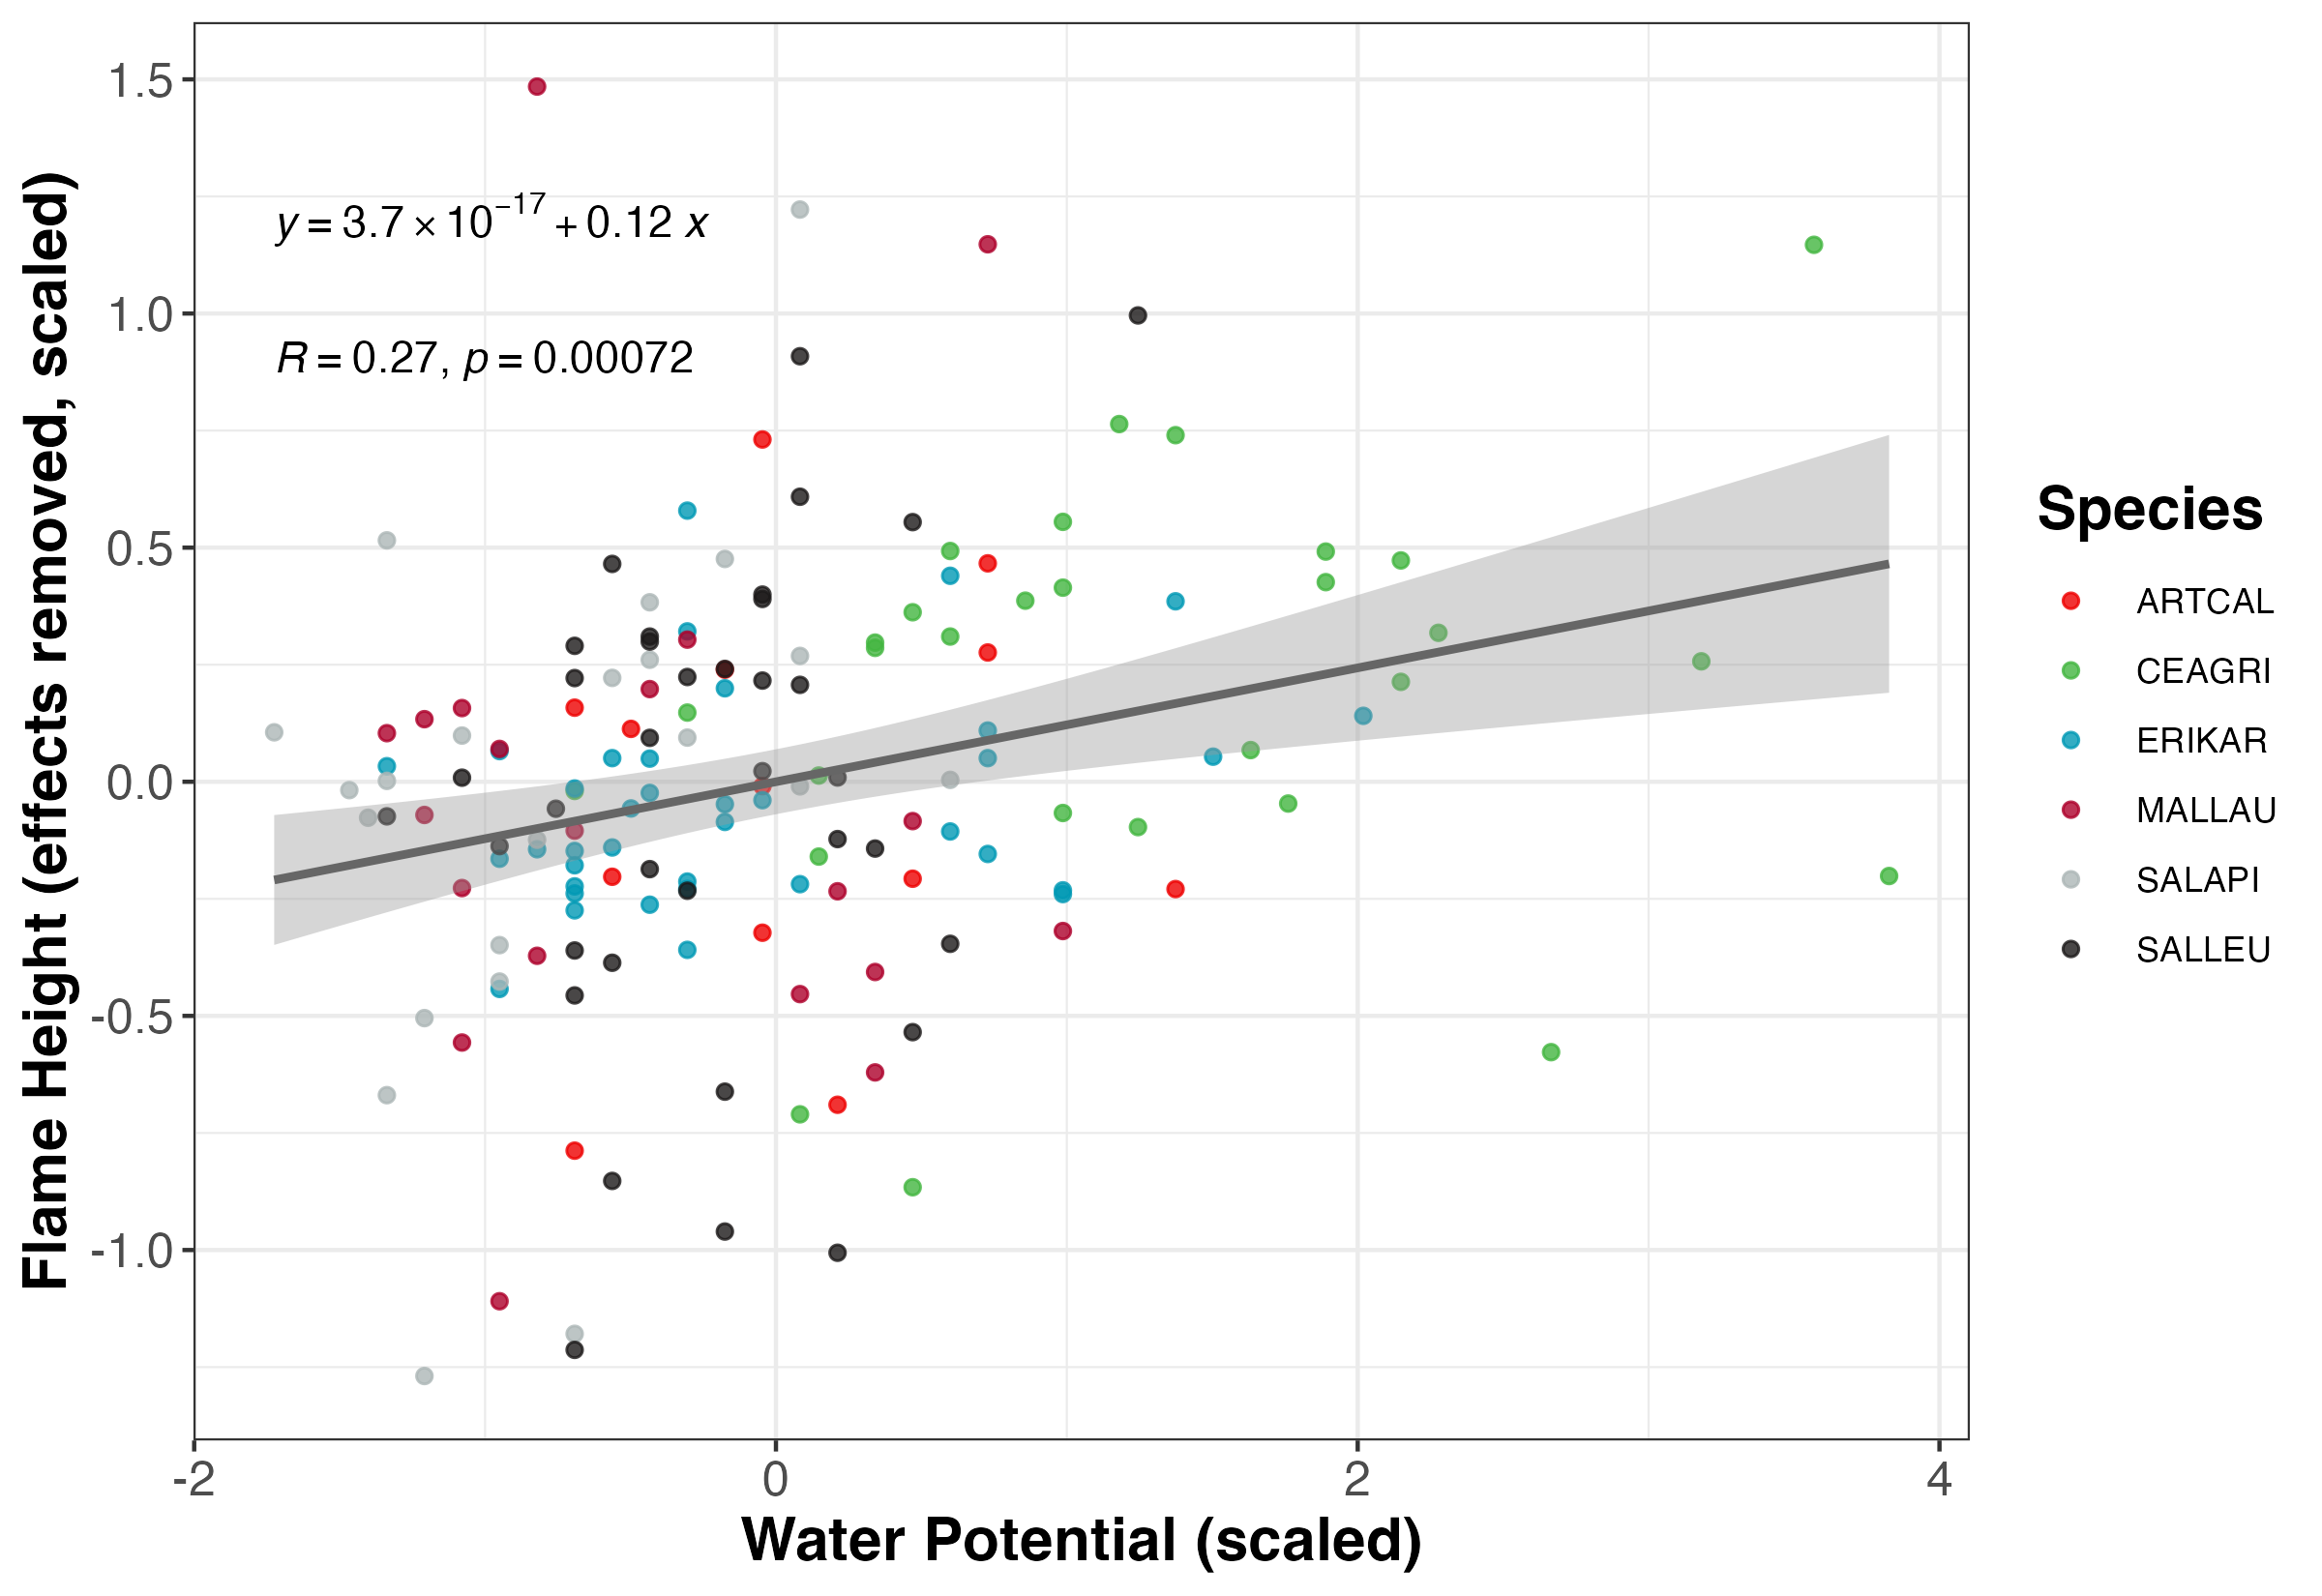 1.5
1.0
0.5
0.0
-0.5
-1.0
Flame Height (effects removed, scaled)
y = 3.7 × 10⁻¹⁷ + 0.12 x
R = 0.27, p = 0.00072
-2 0 2 4
Water Potential (scaled)
Species
ARTCAL
CEAGRI
ERIKAR
MALLAU
SALAPI
SALLEU